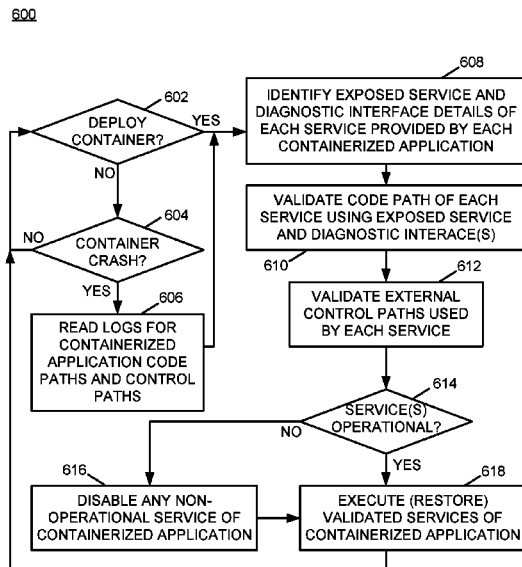 600
602
DEPLOY
CONTAINER?
YES
NO
604
CONTAINER
CRASH?
NO
YES
606
READ LOGS FOR
CONTAINERIZED
APPLICATION CODE
PATHS AND CONTROL
PATHS
608
IDENTIFY EXPOSED SERVICE AND
DIAGNOSTIC INTERFACE DETAILS OF
EACH SERVICE PROVIDED BY EACH
CONTAINERIZED APPLICATION
VALIDATE CODE PATH OF EACH
SERVICE USING EXPOSED SERVICE
AND DIAGNOSTIC INTERACE(S)
610
612
VALIDATE EXTERNAL
CONTROL PATHS USED
BY EACH SERVICE
614
SERVICE(S)
OPERATIONAL?
NO
YES
616
DISABLE ANY NON-
OPERATIONAL SERVICE OF
CONTAINERIZED APPLICATION
618
EXECUTE (RESTORE)
VALIDATED SERVICES OF
CONTAINERIZED APPLICATION